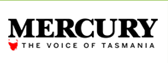 MERCURY
THE VOICE OF TASMANIA